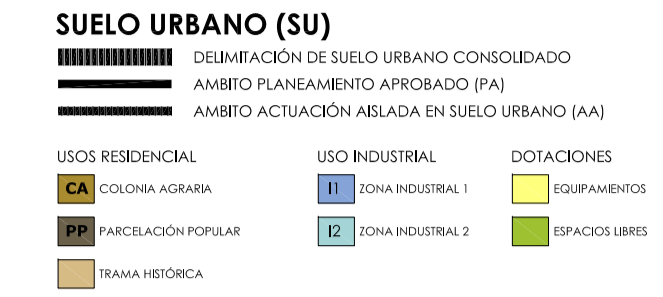 SUELO URBANO (SU)
DELIMITACIÓN DE SUELO URBANO CONSOLIDADO
AMBITO PLANEAMIENTO APROBADO (PA)
AMBITO ACTUACIÓN AISLADA EN SUELO URBANO (AA)
USOS RESIDENCIAL
CA COLONIA AGRARIA
PP PARCELACIÓN POPULAR
TRAMA HISTÓRICA
USO INDUSTRIAL
I1 ZONA INDUSTRIAL 1
I2 ZONA INDUSTRIAL 2
DOTACIONES
EQUIPAMIENTOS
ESPACIOS LIBRES